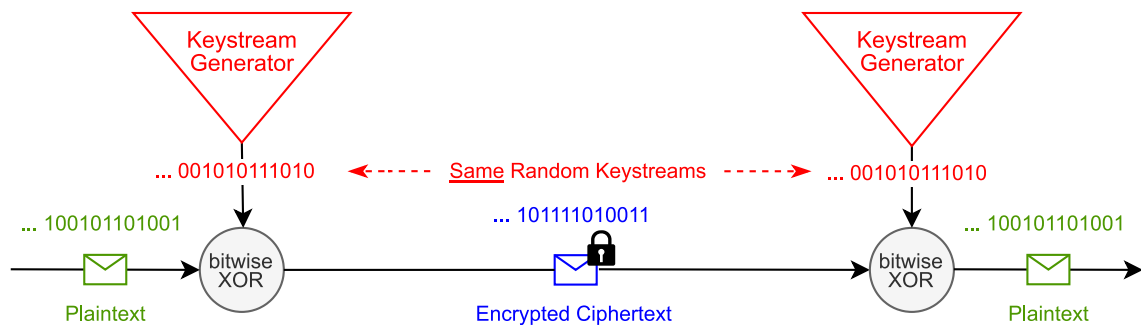 Keystream
Generator
Keystream
Generator
... 001010111010
Same Random Keystreams
... 001010111010
... 100101101001
... 101111010011
... 100101101001
bitwise
XOR
bitwise
XOR
Plaintext
Encrypted Ciphertext
Plaintext